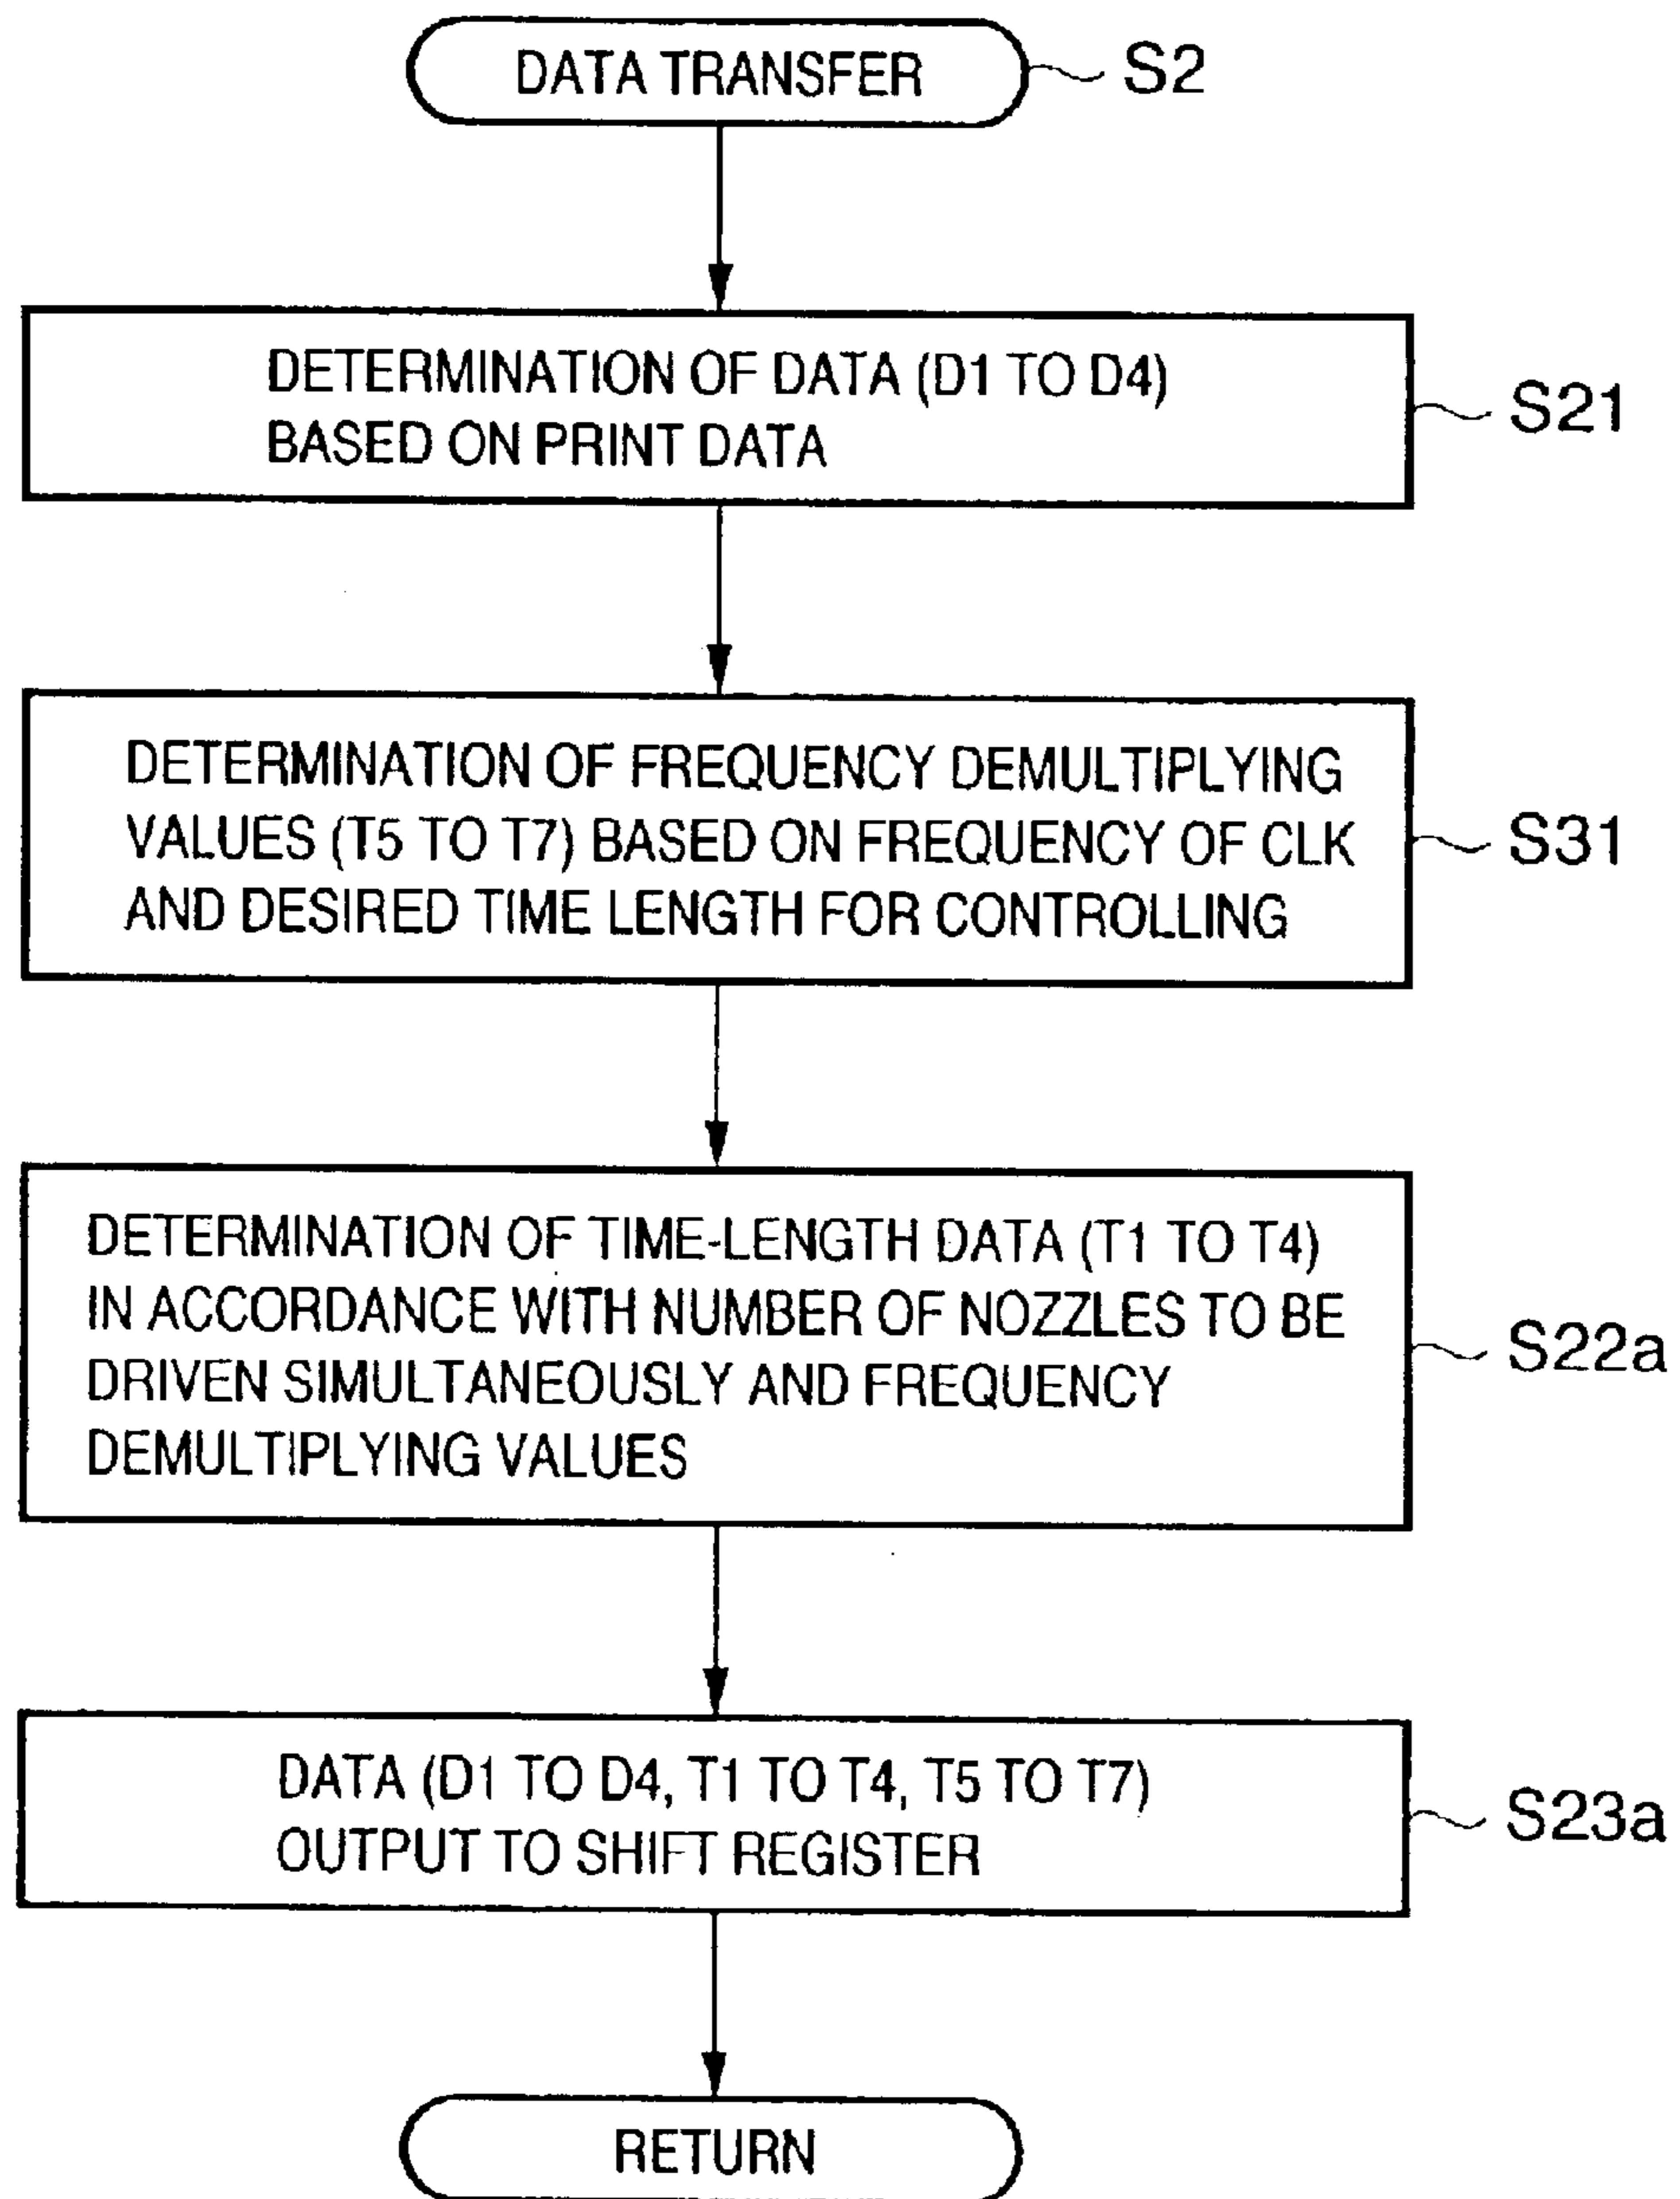 DATA TRANSFER
S2
DETERMINATION OF DATA (D1 TO D4)
BASED ON PRINT DATA
S21
DETERMINATION OF FREQUENCY DEMULTIPLYING
VALUES (T5 TO T7) BASED ON FREQUENCY OF CLK
AND DESIRED TIME LENGTH FOR CONTROLLING
S31
DETERMINATION OF TIME-LENGTH DATA (T1 TO T4)
IN ACCORDANCE WITH NUMBER OF NOZZLES TO BE
DRIVEN SIMULTANEOUSLY AND FREQUENCY
DEMULTIPLYING VALUES
S22a
DATA (D1 TO D4, T1 TO T4, T5 TO T7)
OUTPUT TO SHIFT REGISTER
S23a
RETURN